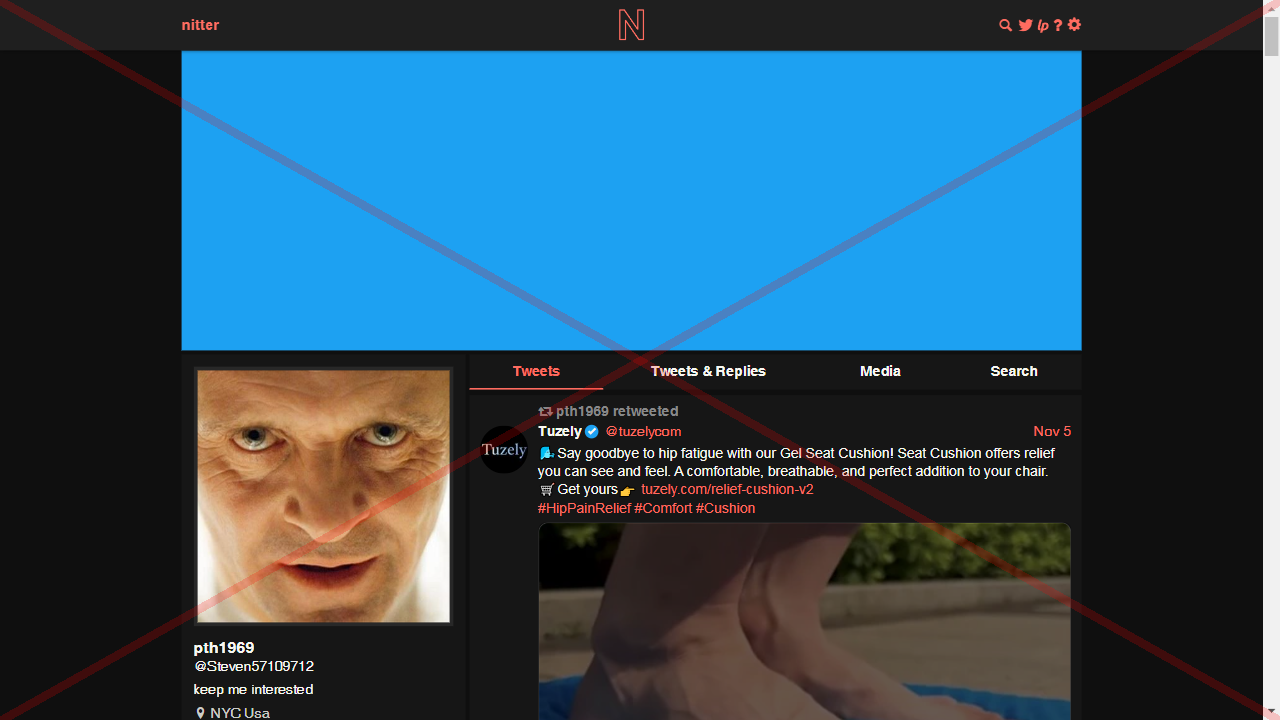 nitter
N
lp ?
Tweets
Tweets & Replies
Media
Search
pth1969 retweeted
Tuzely
Tuzely @tuzelycom
Nov 5
Say goodbye to hip fatigue with our Gel Seat Cushion! Seat Cushion offers relief
you can see and feel. A comfortable, breathable, and perfect addition to your chair.
🛒Get yours👉 tuzely.com/relief-cushion-v2
#HipPainRelief #Comfort #Cushion
pth1969
@Steven57109712
keep me interested
NYC Usa